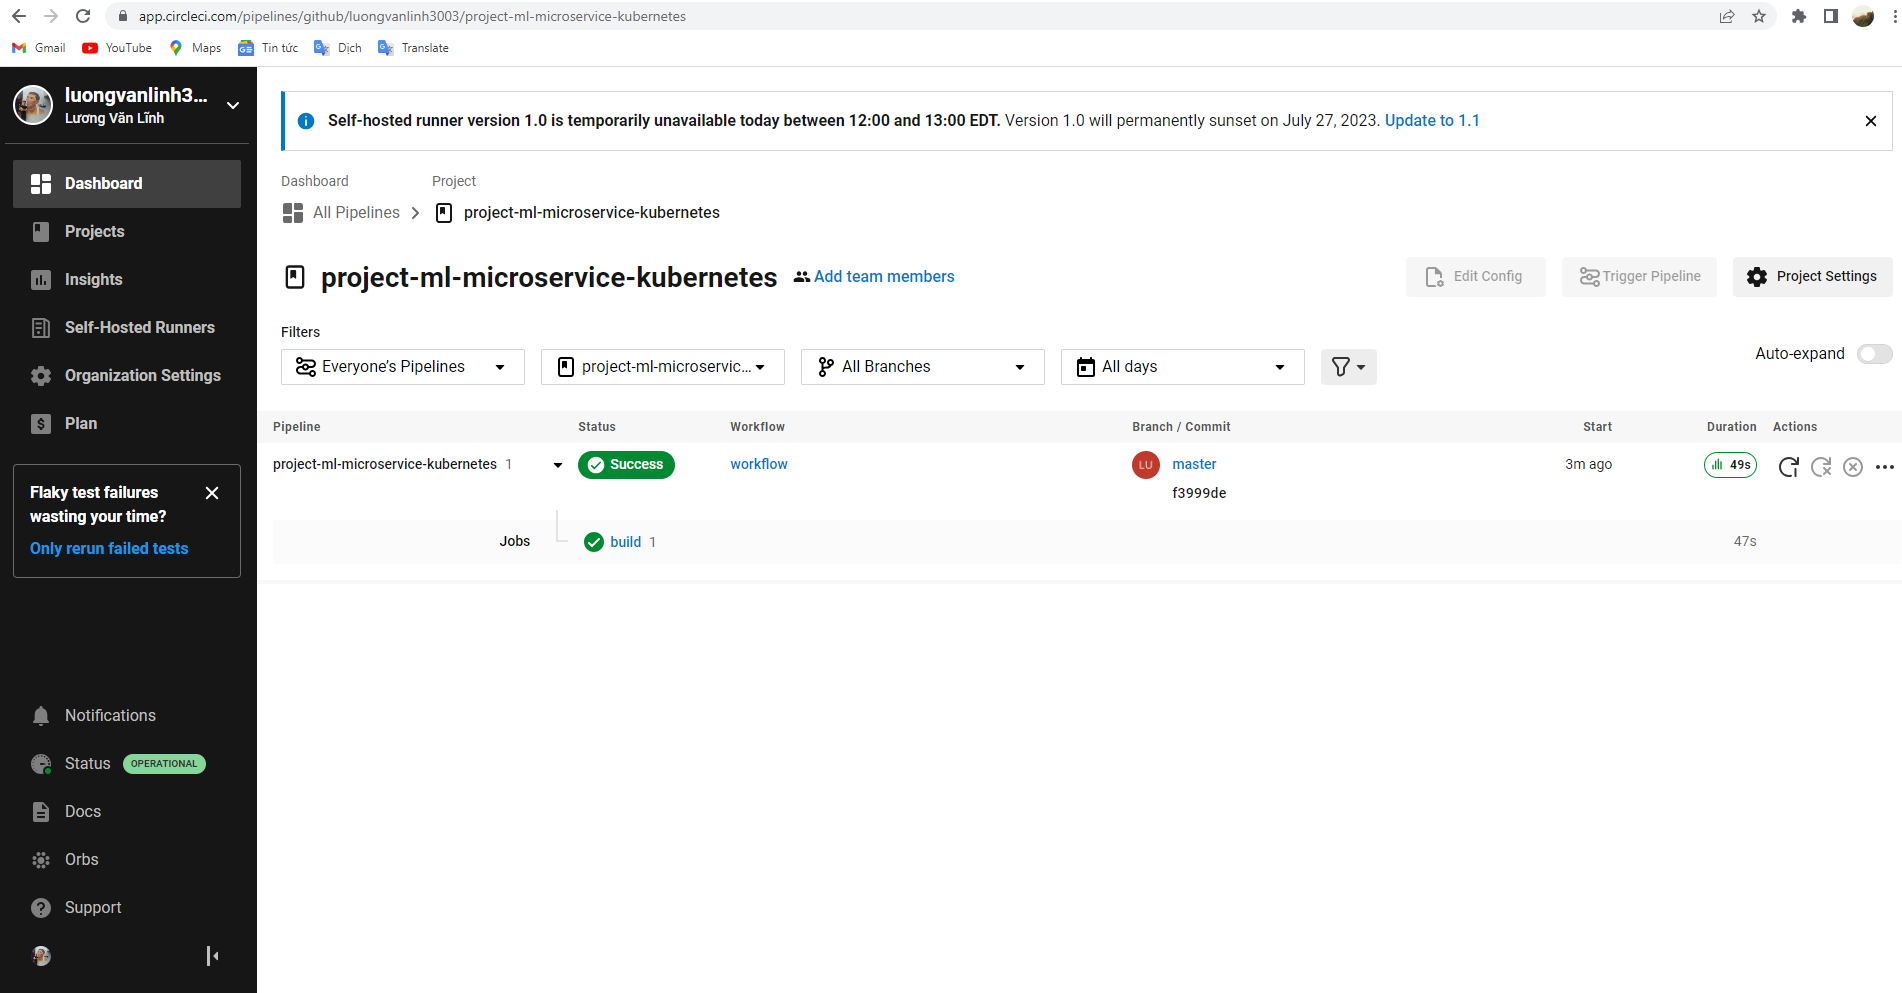 app.circleci.com/pipelines/github/luongvanlinh3003/project-ml-microservice-kubernetes
Gmail YouTube Maps Tin tức Dịch Translate
luongvanlinh3...
Lương Văn Lĩnh
Dashboard
Projects
Insights
Self-Hosted Runners
Organization Settings
Plan
Flaky test failures
wasting your time?
Only rerun failed tests
Notifications
Status OPERATIONAL
Docs
Orbs
Support
Self-hosted runner version 1.0 is temporarily unavailable today between 12:00 and 13:00 EDT. Version 1.0 will permanently sunset on July 27, 2023. Update to 1.1
Dashboard Project
All Pipelines project-ml-microservice-kubernetes
project-ml-microservice-kubernetes Add team members
Edit Config Trigger Pipeline Project Settings
Filters
Everyone’s Pipelines project-ml-microservic... All Branches All days
Auto-expand
Pipeline Status Workflow Branch / Commit Start Duration Actions
project-ml-microservice-kubernetes 1 Success workflow LU master 3m ago 49s
f3999de
Jobs build 1 47s